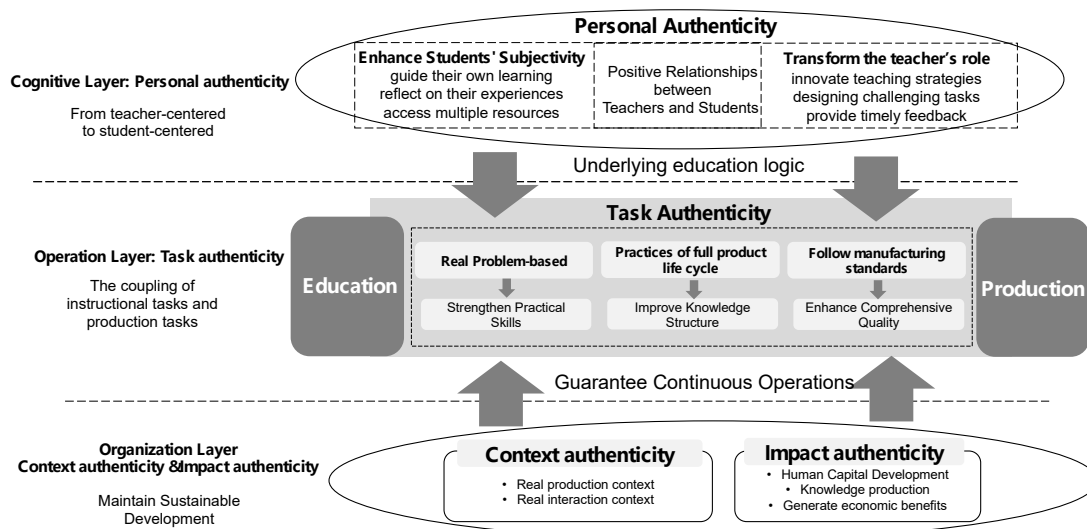 Personal Authenticity
Cognitive Layer: Personal authenticity
From teacher-centered
to student-centered
Enhance Students' Subjectivity
guide their own learning
reflect on their experiences
access multiple resources
Positive Relationships
between
Teachers and Students
Transform the teacher's role
innovate teaching strategies
designing challenging tasks
provide timely feedback
Underlying education logic
Operation Layer: Task authenticity
The coupling of
instructional tasks and
production tasks
Education
Task Authenticity
Real Problem-based
Strengthen Practical
Skills
Practices of full product
life cycle
Improve Knowledge
Structure
Follow manufacturing
standards
Enhance Comprehensive
Quality
Production
Guarantee Continuous Operations
Organization Layer
Context authenticity &Impact authenticity
Maintain Sustainable
Development
Context authenticity
• Real production context
• Real interaction context
Impact authenticity
• Human Capital Development
• Knowledge production
• Generate economic benefits